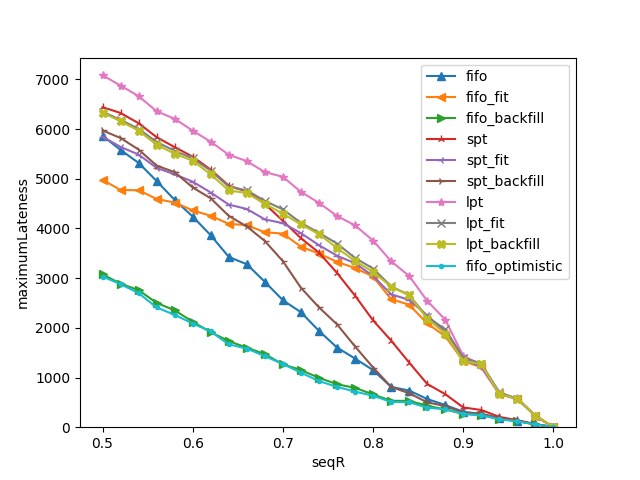 maximumLateness
7000
6000
5000
4000
3000
2000
1000
0
0.5 0.6 0.7 0.8 0.9 1.0
seqR
fifo
fifo_fit
fifo_backfill
spt
spt_fit
spt_backfill
lpt
lpt_fit
lpt_backfill
fifo_optimistic